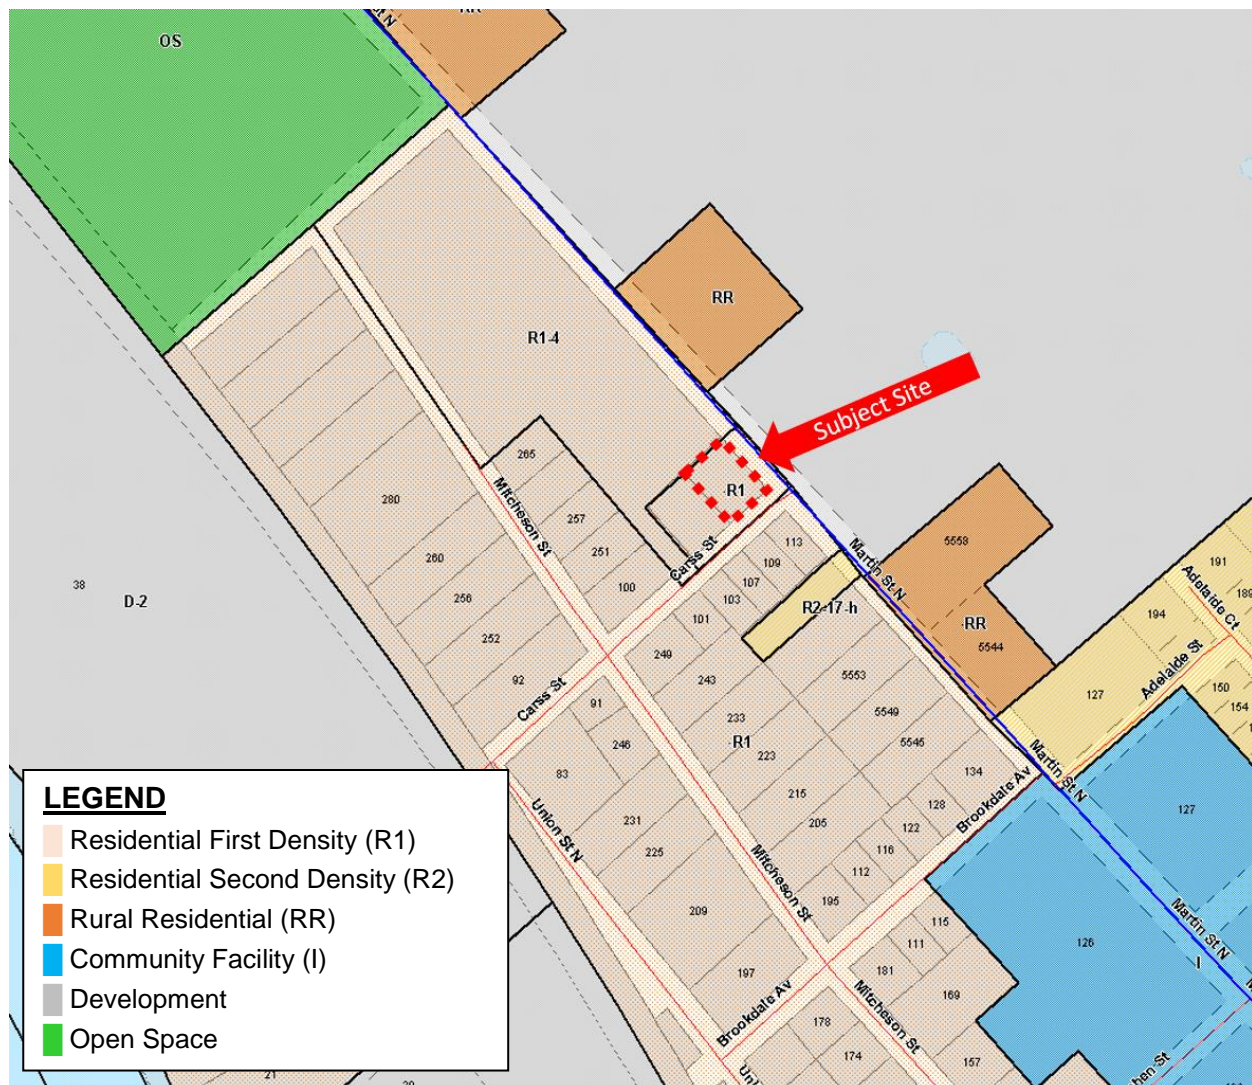 OS
RR
St N
RR
R1-4
Subject Site
265
R1
280
257
251
Mitcheson St
Carss St
113
109
107
103
100
Martin St N
5558
191
189
Adelaide Ct
260
256
101
R2-17-h
194
RR
5544
38
D-2
252
249
243
5553
Adelaide St
127
150
154
92
Carss St
91
246
233
R1
223
5549
5545
134
Martin St N
83
215
205
128
122
116
112
Brookdale Av
127
Union St N
231
225
209
Mitcheson St
195
115
111
126
Martin St N
I
197
181
169
Brookdale Av
178
174
Mitcheson St
157
21
LEGEND
Residential First Density (R1)
Residential Second Density (R2)
Rural Residential (RR)
Community Facility (I)
Development
Open Space